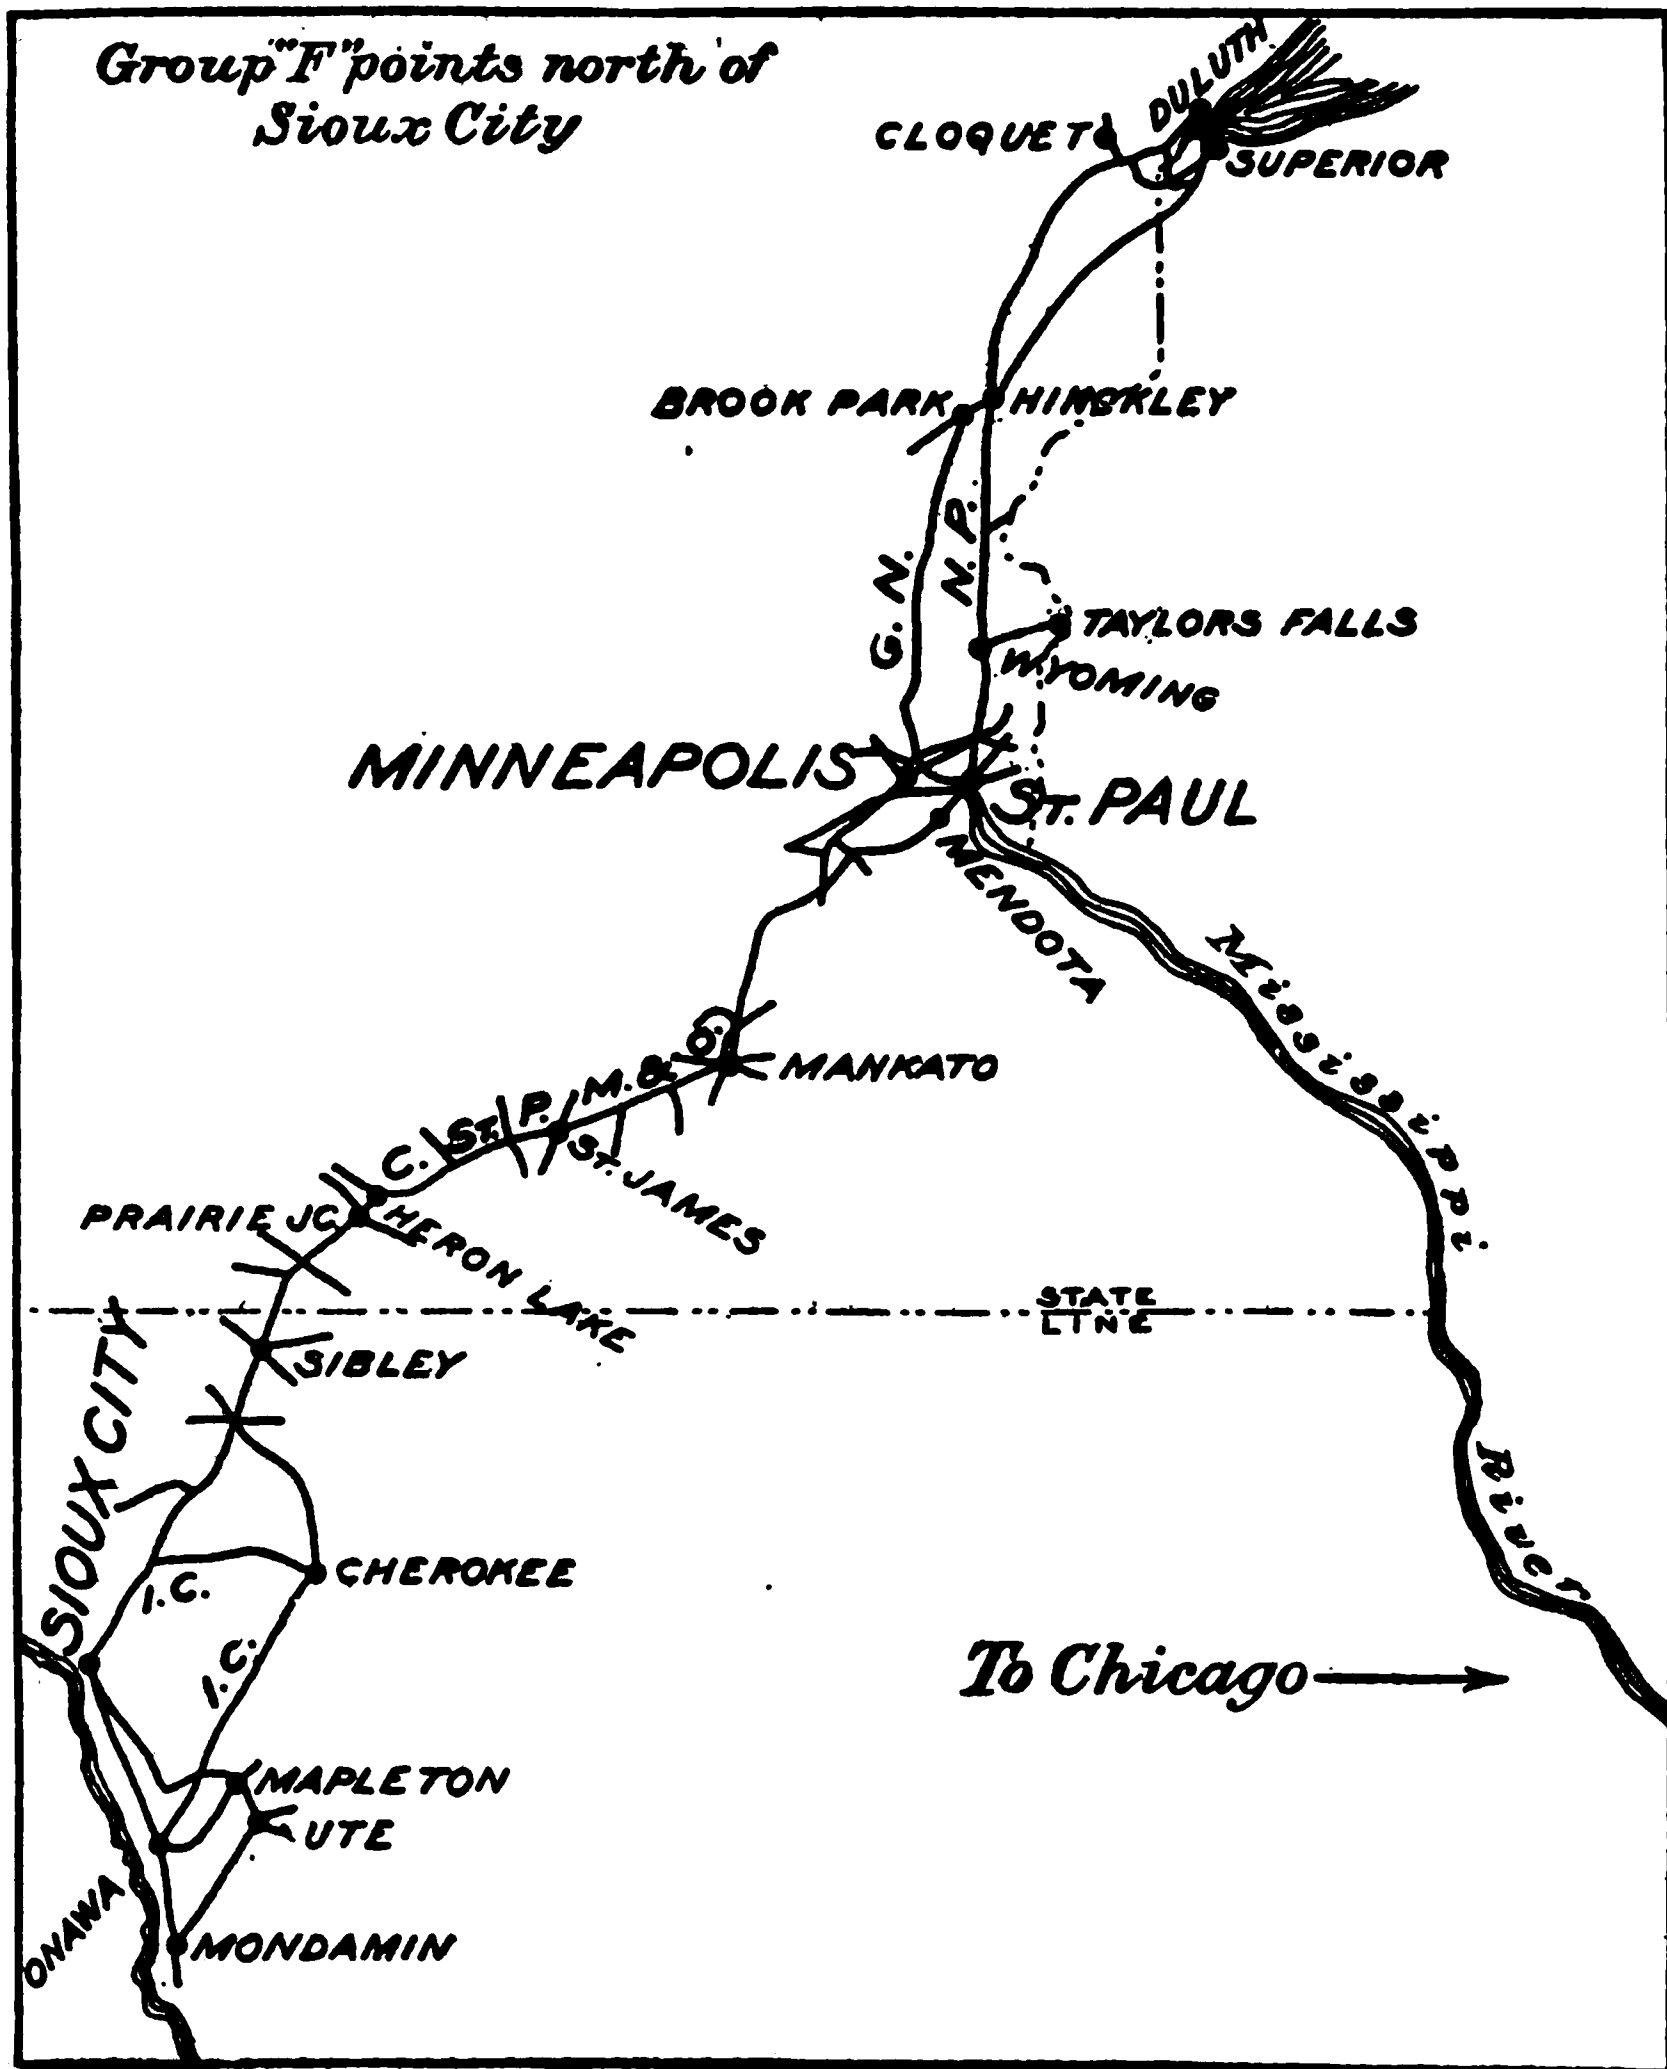 Group "F" points north of
Sioux City
DULUTH
CLOQUET
SUPERIOR
BROOK PARK
HINCKLEY
G. N.
N. P.
TAYLORS FALLS
WYOMING
MINNEAPOLIS
ST. PAUL
MENDOTA
Mississippi River
MANKATO
C. ST. P. M. & O.
ST. JAMES
PRAIRIE JC.
HERON LAKE
STATE
LINE
SIBLEY
SIOUX CITY
CHEROKEE
I.C.
I.C.
To Chicago
MAPLETON
UTE
ONAWA
MONDAMIN